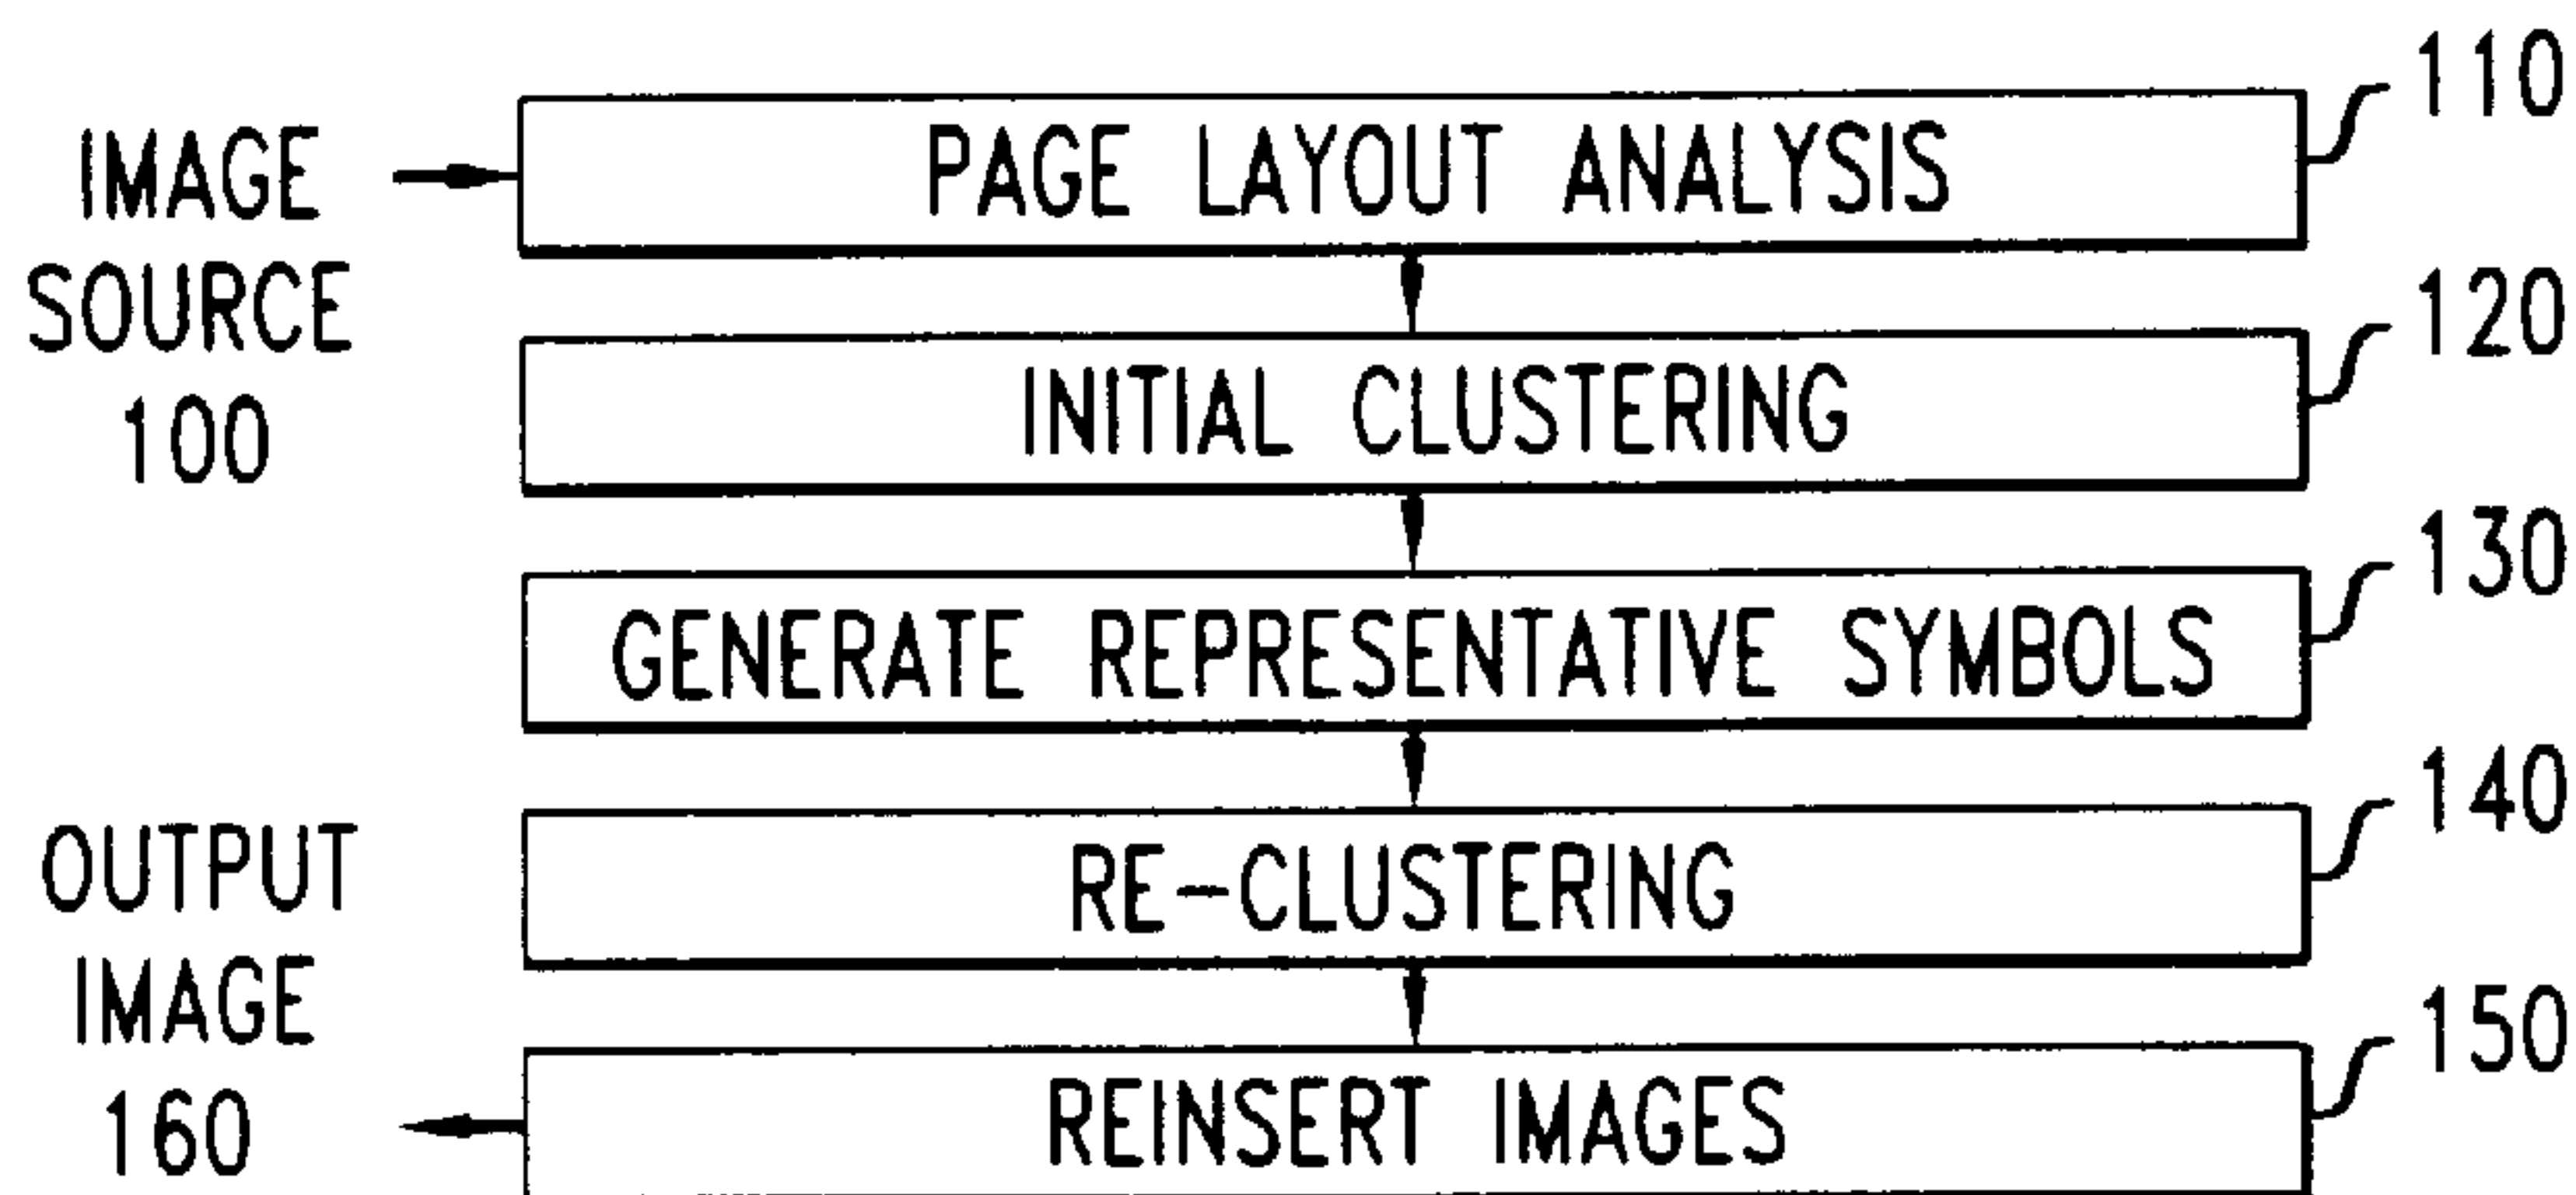 IMAGE
SOURCE
100
PAGE LAYOUT ANALYSIS
110
INITIAL CLUSTERING
120
GENERATE REPRESENTATIVE SYMBOLS
130
RE-CLUSTERING
140
REINSERT IMAGES
150
OUTPUT
IMAGE
160